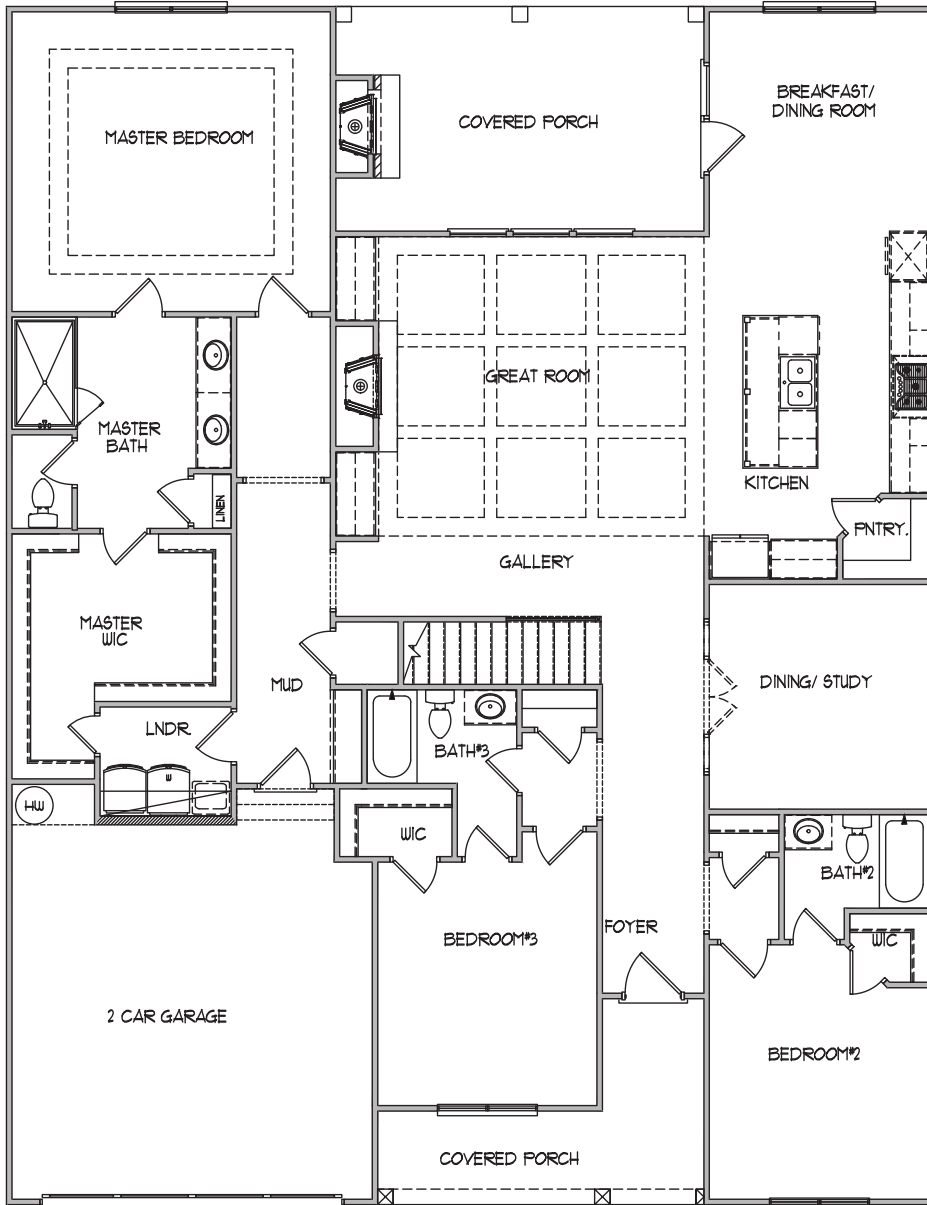 BREAKFAST/
DINING ROOM
COVERED PORCH
MASTER BEDROOM
GREAT ROOM
MASTER
BATH
KITCHEN
LINEN
PNTRY.
GALLERY
MASTER
WIC
MUD
DINING/ STUDY
LNDR.
BATH#3
W
HW
WIC
BATH#2
FOYER
BEDROOM#3
WIC
2 CAR GARAGE
BEDROOM#2
COVERED PORCH